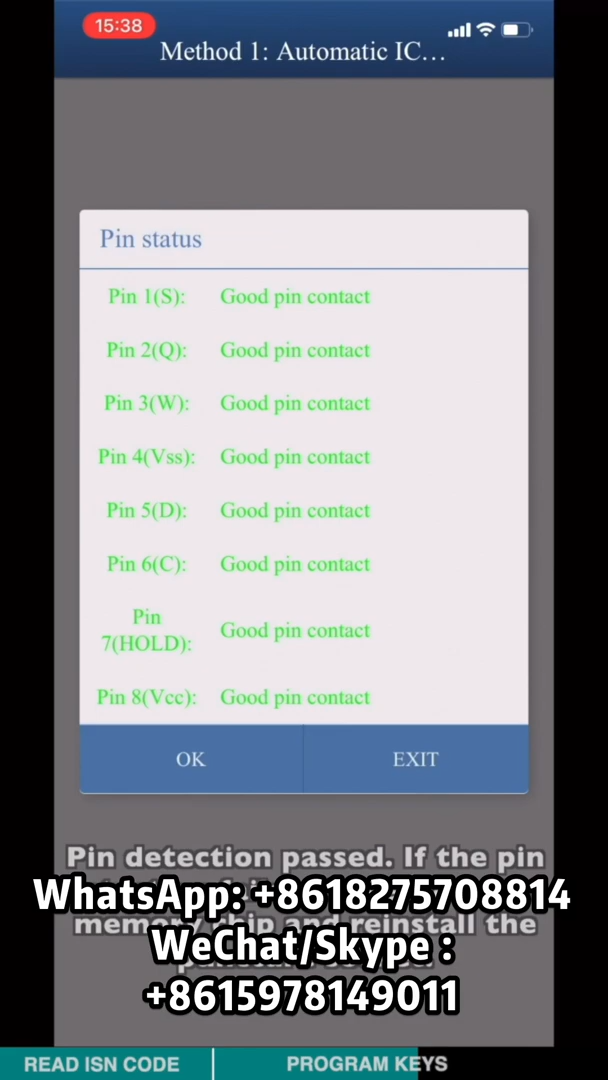 15:38
Method 1: Automatic IC...
Pin status
Pin 1(S): Good pin contact
Pin 2(Q): Good pin contact
Pin 3(W): Good pin contact
Pin 4(Vss): Good pin contact
Pin 5(D): Good pin contact
Pin 6(C): Good pin contact
Pin
7(HOLD): Good pin contact
Pin 8(Vcc): Good pin contact
OK EXIT
Pin detection passed. If the pin
WhatsApp: +8618275708814
memory chip and reinstall the
WeChat/Skype :
+8615978149011
READ ISN CODE PROGRAM KEYS